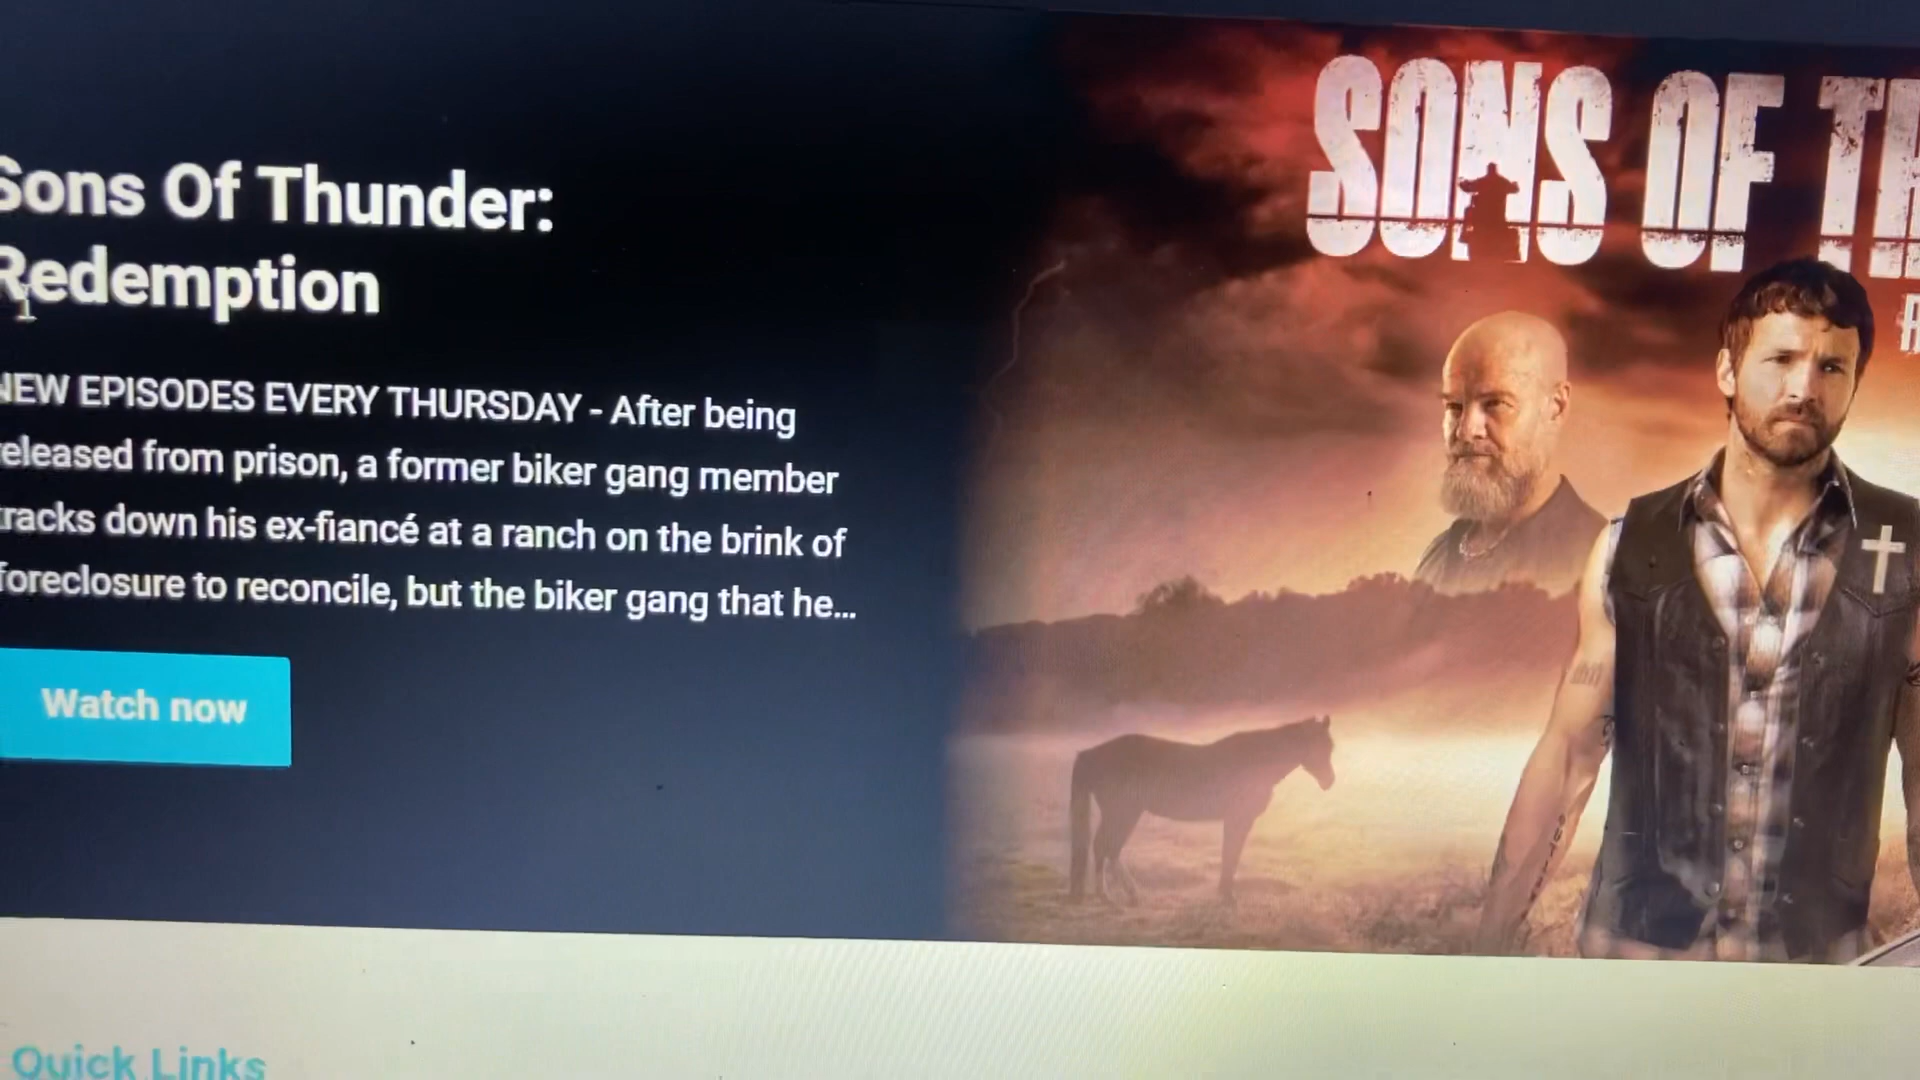 SONS OF TH
Sons Of Thunder:
Redemption
NEW EPISODES EVERY THURSDAY - After being
released from prison, a former biker gang member
tracks down his ex-fiancé at a ranch on the brink of
foreclosure to reconcile, but the biker gang that he...
Watch now
Quick Links